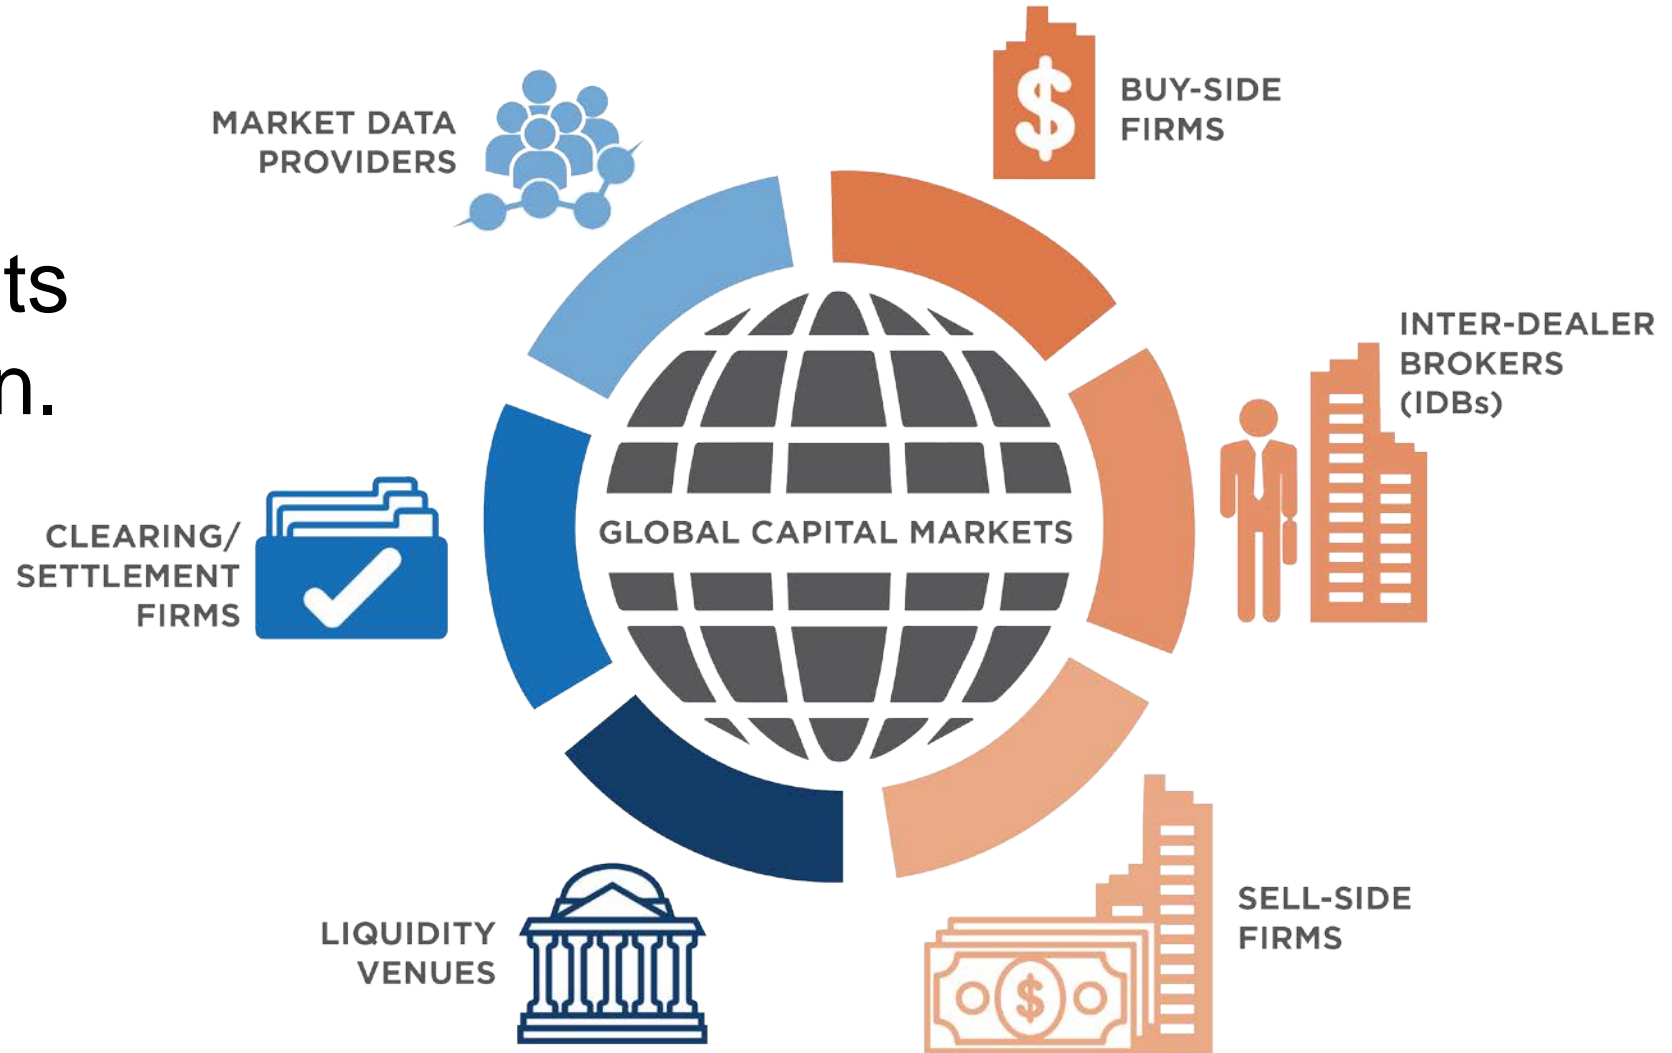 MARKET DATA
PROVIDERS
BUY-SIDE
FIRMS
ts
n.
INTER-DEALER
BROKERS
(IDBs)
CLEARING/
SETTLEMENT
FIRMS
GLOBAL CAPITAL MARKETS
LIQUIDITY
VENUES
SELL-SIDE
FIRMS
$
$